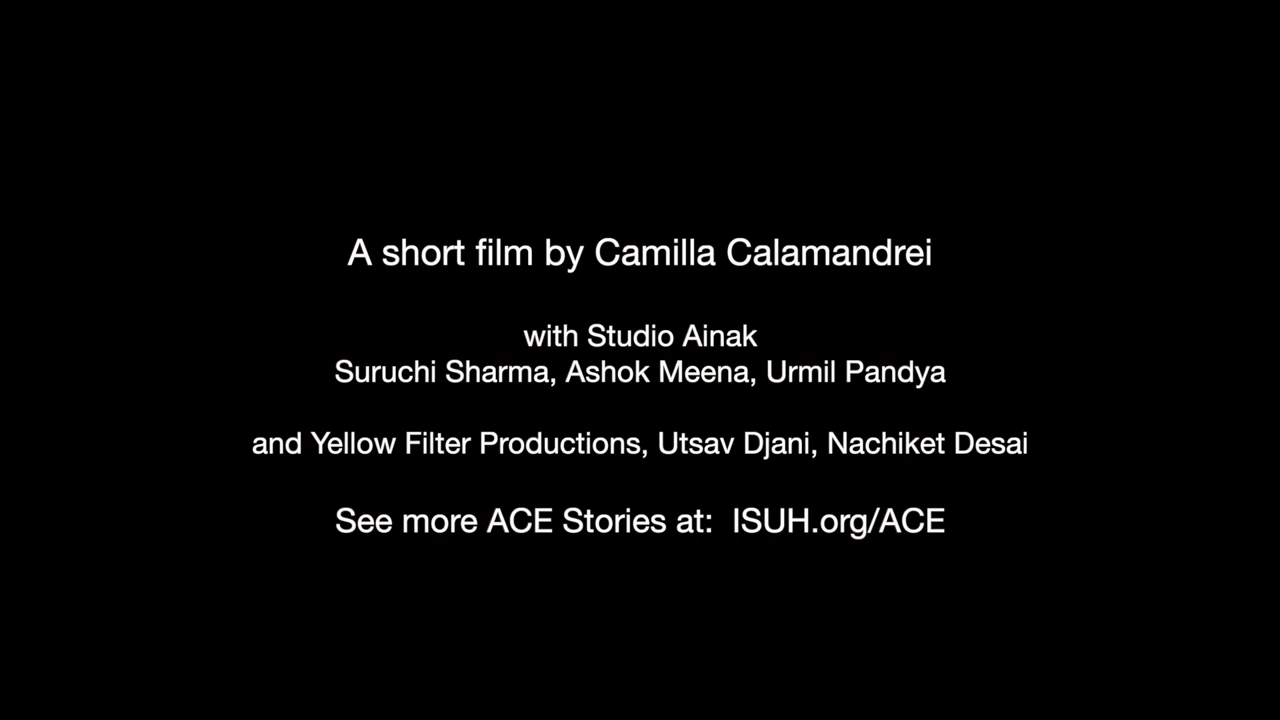 A short film by Camilla Calamandrei
with Studio Ainak
Suruchi Sharma, Ashok Meena, Urmil Pandya
and Yellow Filter Productions, Utsav Djani, Nachiket Desai
See more ACE Stories at:  ISUH.org/ACE